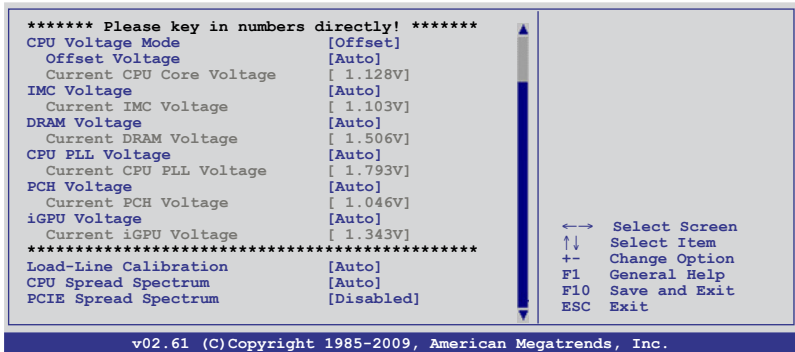 ******* Please key in numbers directly! *******
CPU Voltage Mode [Offset]
Offset Voltage [Auto]
Current CPU Core Voltage [ 1.128V]
IMC Voltage [Auto]
Current IMC Voltage [ 1.103V]
DRAM Voltage [Auto]
Current DRAM Voltage [ 1.506V]
CPU PLL Voltage [Auto]
Current CPU PLL Voltage [ 1.793V]
PCH Voltage [Auto]
Current PCH Voltage [ 1.046V]
iGPU Voltage [Auto]
Current iGPU Voltage [ 1.343V]
***********************************************
Load-Line Calibration [Auto]
CPU Spread Spectrum [Auto]
PCIE Spread Spectrum [Disabled]
←→ Select Screen
↑↓ Select Item
+- Change Option
F1 General Help
F10 Save and Exit
ESC Exit
v02.61 (C)Copyright 1985-2009, American Megatrends, Inc.